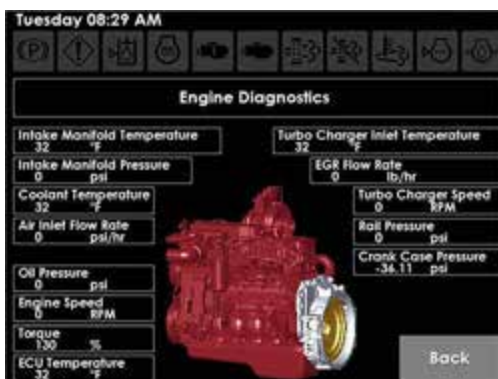 Tuesday 08:29 AM
Engine Diagnostics
Intake Manifold Temperature
32 °F
Intake Manifold Pressure
0 psi
Coolant Temperature
32 °F
Air Inlet Flow Rate
0 psi/hr
Oil Pressure
0 psi
Engine Speed
0 RPM
Torque
130 %
ECU Temperature
32 °F
Turbo Charger Inlet Temperature
32 °F
EGR Flow Rate
0 lb/hr
Turbo Charger Speed
0 RPM
Rail Pressure
0 psi
Crank Case Pressure
-36.11 psi
Back